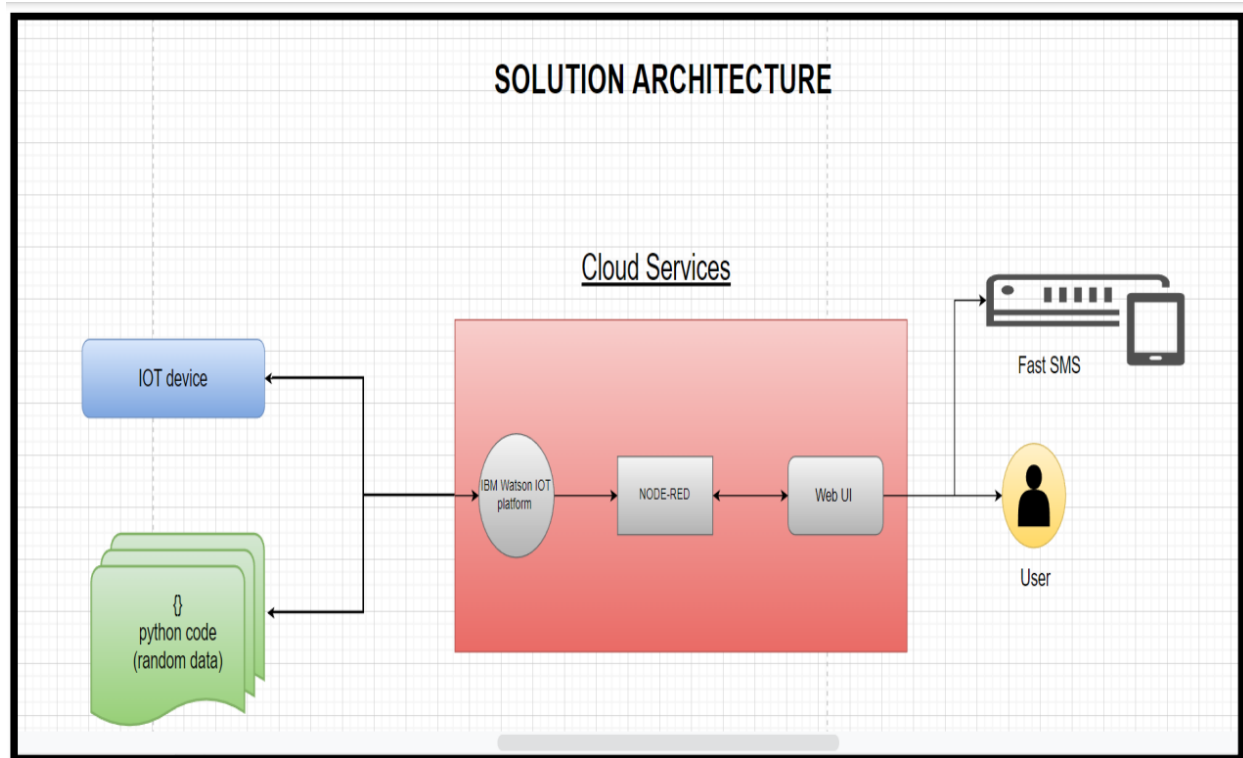 SOLUTION ARCHITECTURE
Cloud Services
IOT device
{}
python code
(random data)
IBM Watson IOT
platform
NODE-RED
Web UI
Fast SMS
User